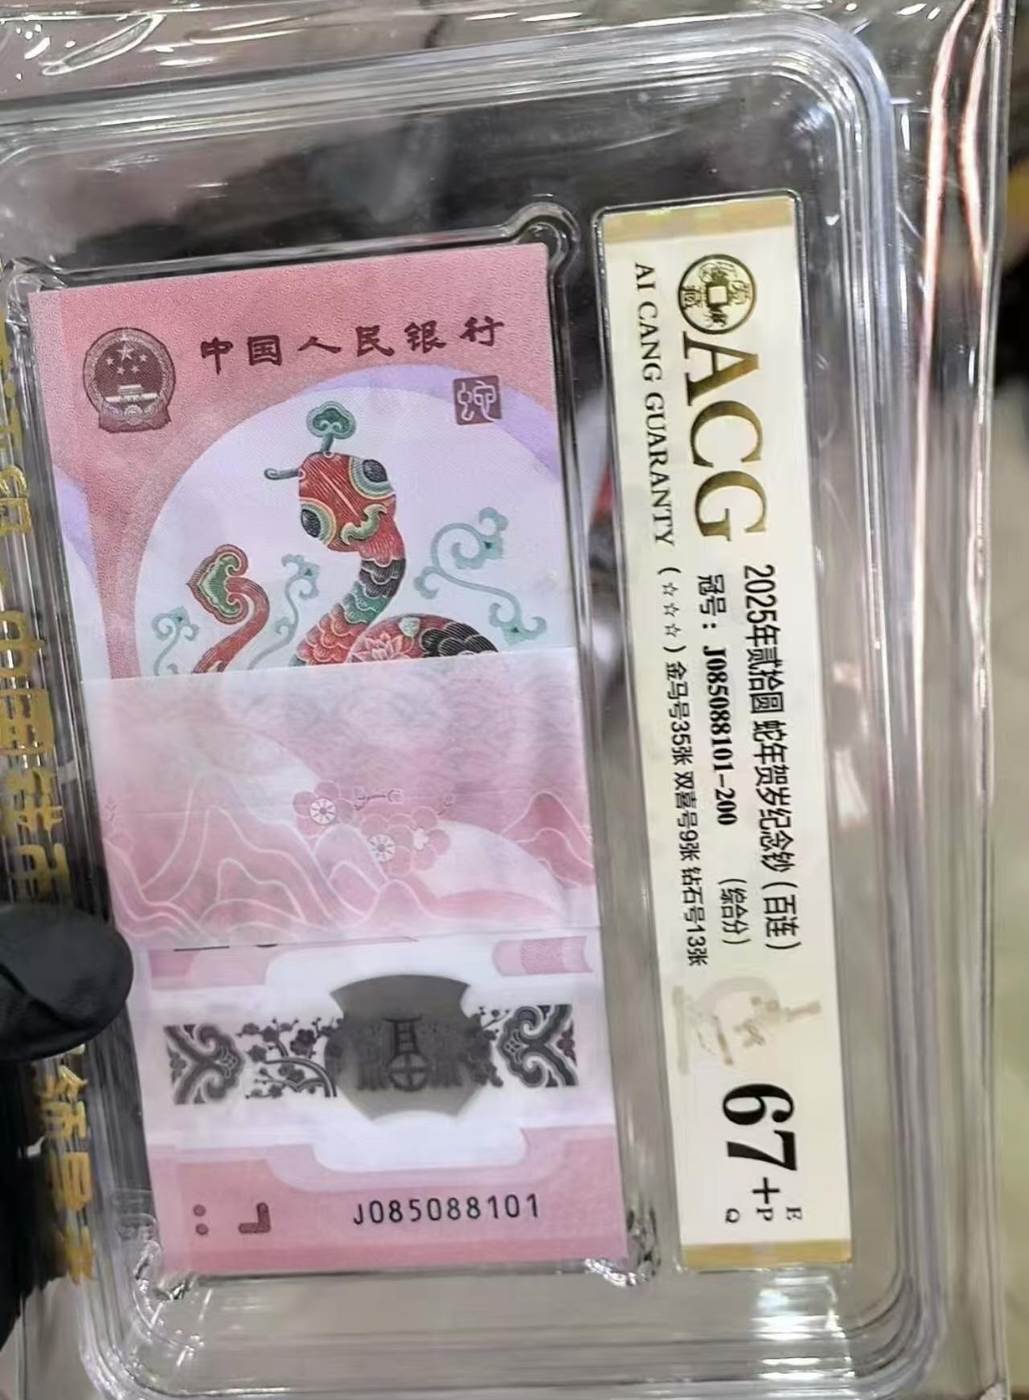 中国人民银行
蛇
J085088101
ACG
AI CANG GUARANTY
2025年贰拾圆 蛇年贺岁纪念钞（百连）
冠号：J085088101-200 （综合分）
（☆☆☆）金马号35张 双喜号9张 钻石号13张
67+
E
P
Q